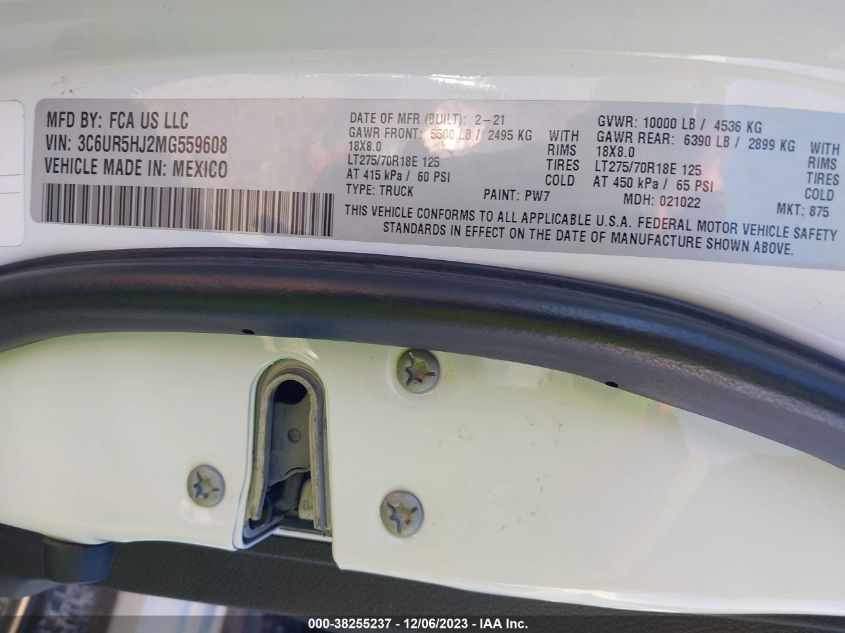 MFD BY: FCA US LLC
VIN: 3C6UR5HJ2MG559608
VEHICLE MADE IN: MEXICO
DATE OF MFR (BUILT): 2-21
GAWR FRONT: 5500 LB / 2495 KG WITH
18X8.0 RIMS
LT275/70R18E 125 TIRES
AT 415 kPa / 60 PSI COLD
TYPE: TRUCK PAINT: PW7
GVWR: 10000 LB / 4536 KG
GAWR REAR: 6390 LB / 2899 KG WITH
18X8.0 RIMS
LT275/70R18E 125 TIRES
AT 450 kPa / 65 PSI COLD
MDH: 021022 MKT: 875
THIS VEHICLE CONFORMS TO ALL APPLICABLE U.S.A. FEDERAL MOTOR VEHICLE SAFETY
STANDARDS IN EFFECT ON THE DATE OF MANUFACTURE SHOWN ABOVE.
000-38255237 - 12/06/2023 - IAA Inc.